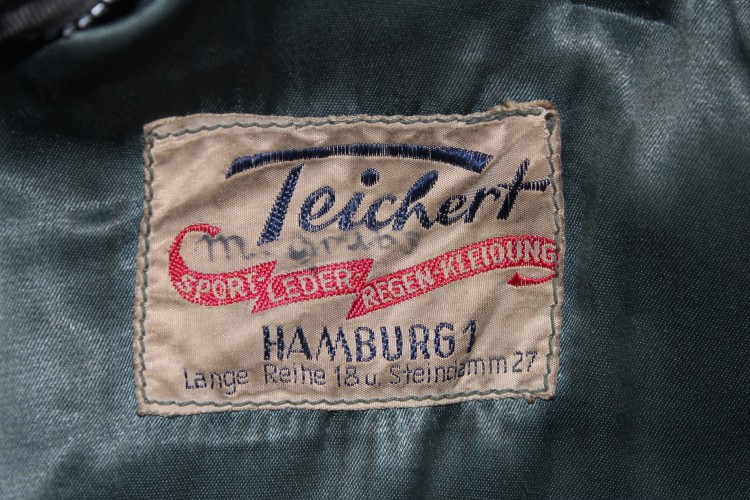 Teichert
SPORT LEDER REGEN-KLEIDUNG
HAMBURG 1
Lange Reihe 18 u. Steindamm 27